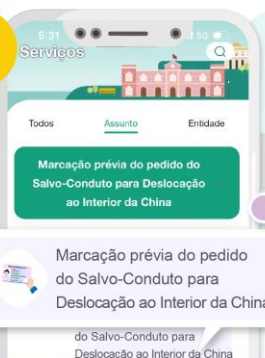 5:31
5G
Serviços
Todos Assunto Entidade
Marcação prévia do pedido do
Salvo-Conduto para Deslocação
ao Interior da China
Marcação prévia do pedido
do Salvo-Conduto para
Deslocação ao Interior da China
do Salvo-Conduto para
Deslocação ao Interior da China